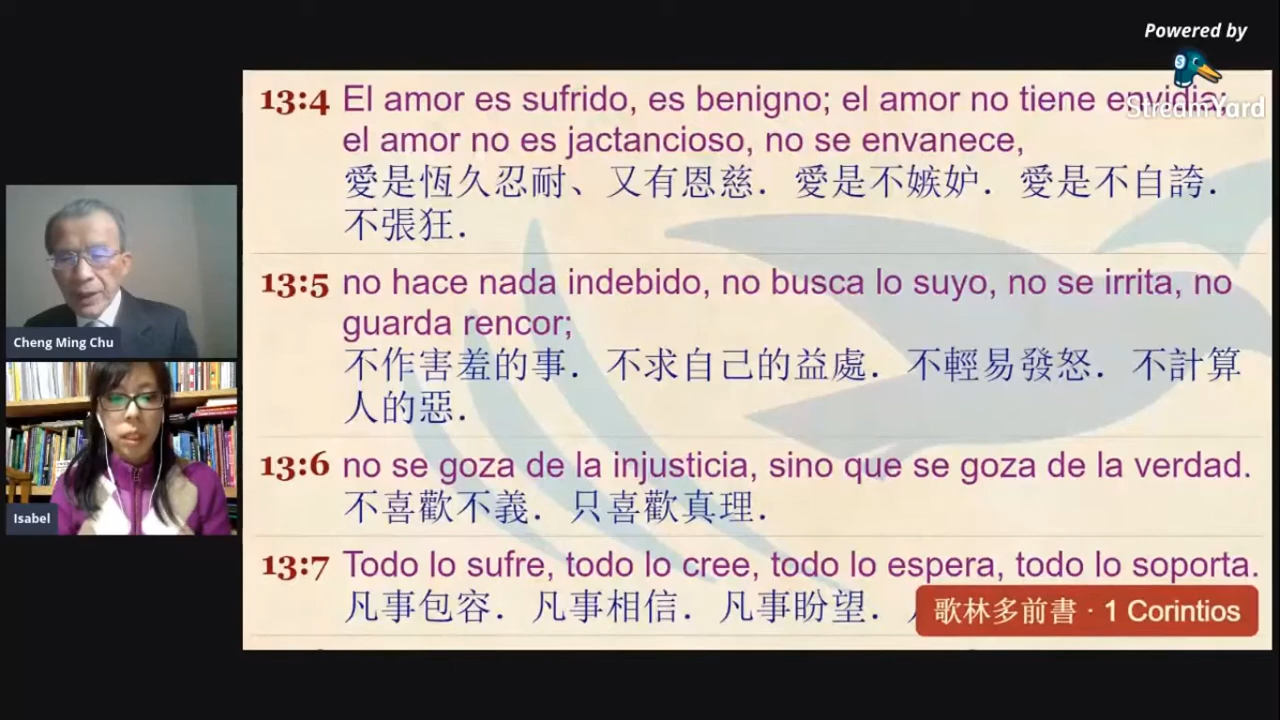 Powered by
StreamYard
13:4 El amor es sufrido, es benigno; el amor no tiene envidia;
el amor no es jactancioso, no se envanece,
愛是恆久忍耐、又有恩慈．愛是不嫉妒．愛是不自誇．
不張狂．
13:5 no hace nada indebido, no busca lo suyo, no se irrita, no
guarda rencor;
不作害羞的事．不求自己的益處．不輕易發怒．不計算
人的惡．
13:6 no se goza de la injusticia, sino que se goza de la verdad.
不喜歡不義．只喜歡真理．
13:7 Todo lo sufre, todo lo cree, todo lo espera, todo lo soporta.
凡事包容．凡事相信．凡事盼望．
歌林多前書 · 1 Corintios
Cheng Ming Chu
Isabel